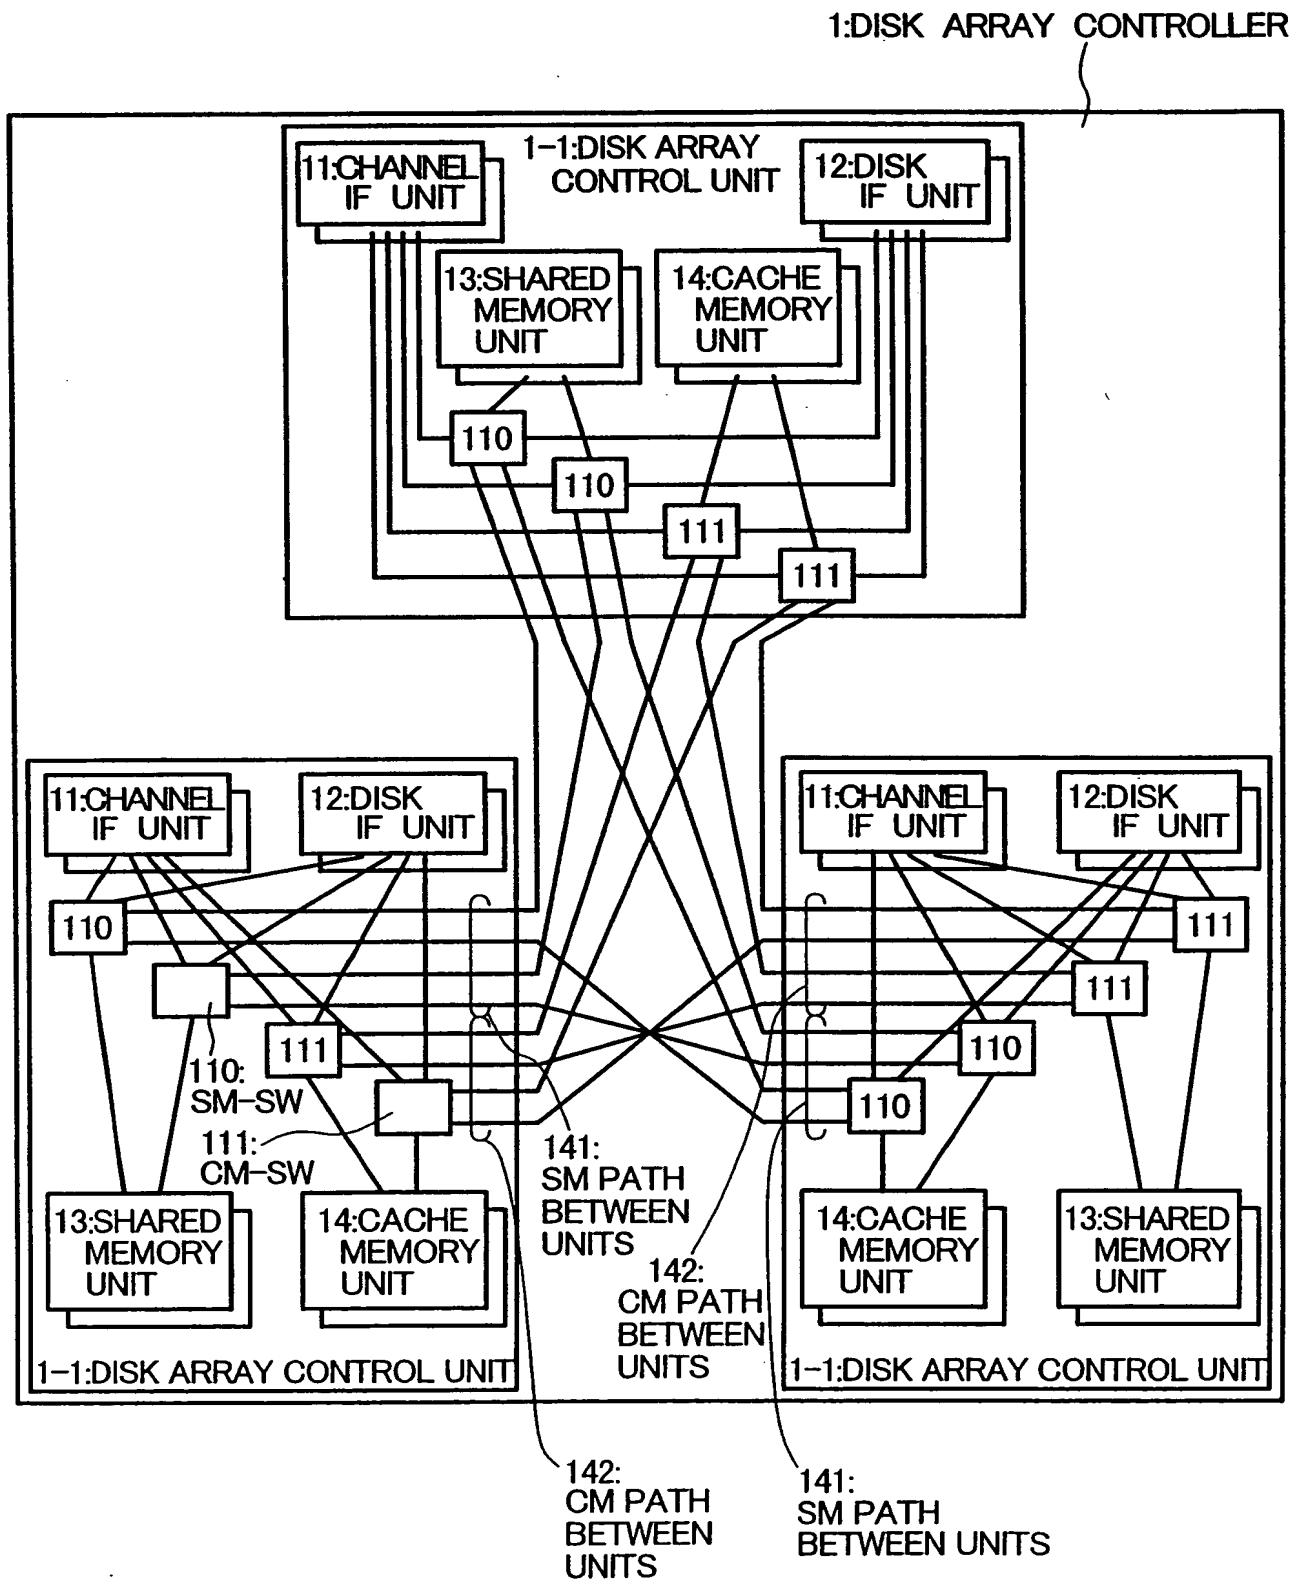 1:DISK ARRAY CONTROLLER
1-1:DISK ARRAY
CONTROL UNIT
11:CHANNEL
IF UNIT
12:DISK
IF UNIT
13:SHARED
MEMORY
UNIT
14:CACHE
MEMORY
UNIT
110
110
111
111
11:CHANNEL
IF UNIT
12:DISK
IF UNIT
110
111
110:
SM-SW
111:
CM-SW
13:SHARED
MEMORY
UNIT
14:CACHE
MEMORY
UNIT
1-1:DISK ARRAY CONTROL UNIT
141:
SM PATH
BETWEEN
UNITS
142:
CM PATH
BETWEEN
UNITS
11:CHANNEL
IF UNIT
12:DISK
IF UNIT
111
111
110
110
14:CACHE
MEMORY
UNIT
13:SHARED
MEMORY
UNIT
1-1:DISK ARRAY CONTROL UNIT
142:
CM PATH
BETWEEN
UNITS
141:
SM PATH
BETWEEN UNITS